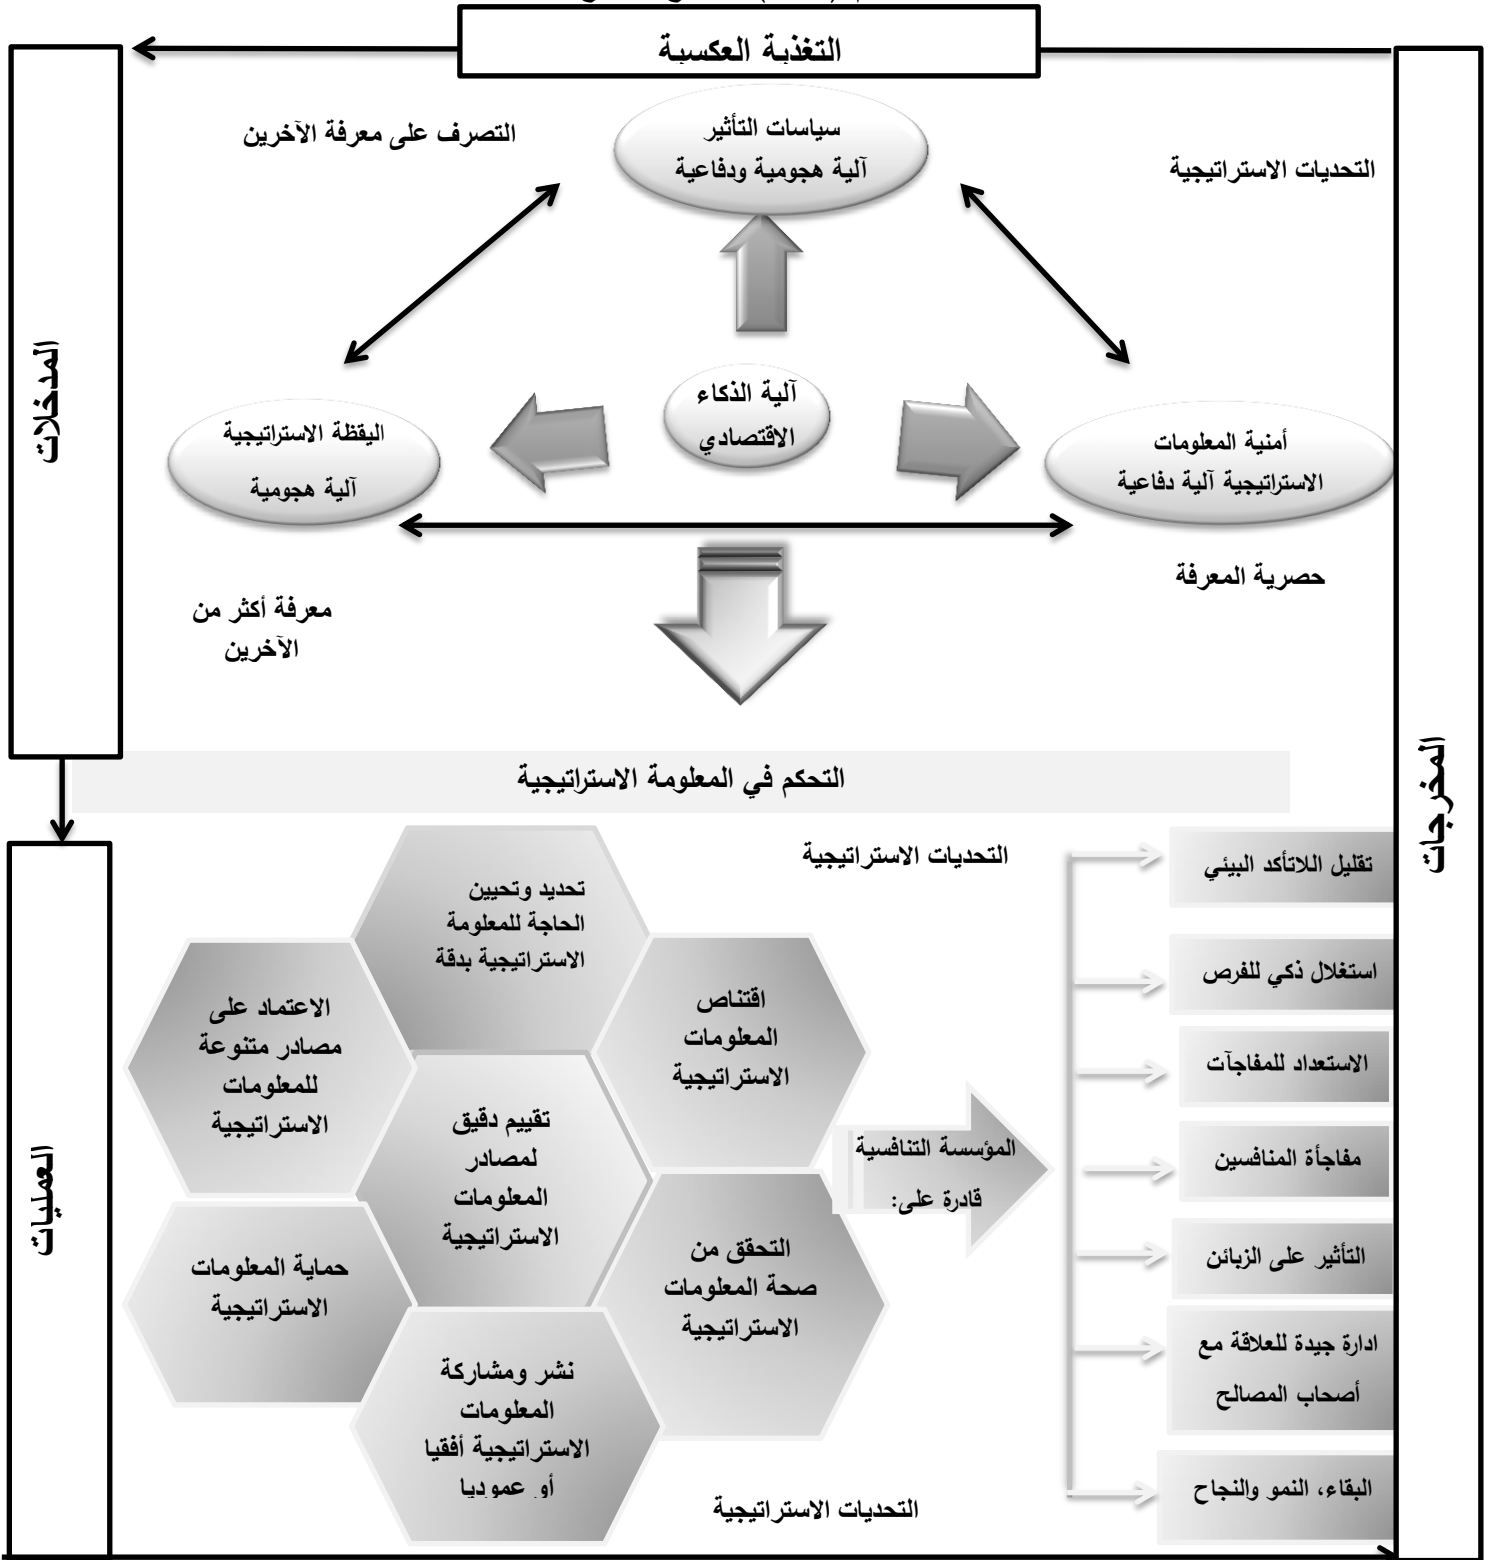 التغذية العكسية
سياسات التأثير
آلية هجومية ودفاعية
التصرف على معرفة الآخرين
التحديات الاستراتيجية
المدخلات
آلية الذكاء
الاقتصادي
أمنية المعلومات
الاستراتيجية آلية دفاعية
اليقظة الاستراتيجية
آلية هجومية
حصرية المعرفة
معرفة أكثر من
الآخرين
المخرجات
التحكم في المعلومة الاستراتيجية
العمليات
التحديات الاستراتيجية
تحديد وتحيين
الحاجة للمعلومة
الاستراتيجية بدقة
اقتناص
المعلومات
الاستراتيجية
الاعتماد على
مصادر متنوعة
للمعلومات
الاستراتيجية
تقييم دقيق
لمصادر
المعلومات
الاستراتيجية
التحقق من
صحة المعلومات
الاستراتيجية
حماية المعلومات
الاستراتيجية
نشر ومشاركة
المعلومات
الاستراتيجية أفقيا
أو عموديا
المؤسسة التنافسية
قادرة على:
تقليل اللاتأكد البيئي
استغلال ذكي للفرص
الاستعداد للمفاجآت
مفاجأة المنافسين
التأثير على الزبائن
ادارة جيدة للعلاقة مع
أصحاب المصالح
البقاء، النمو والنجاح
التحديات الاستراتيجية